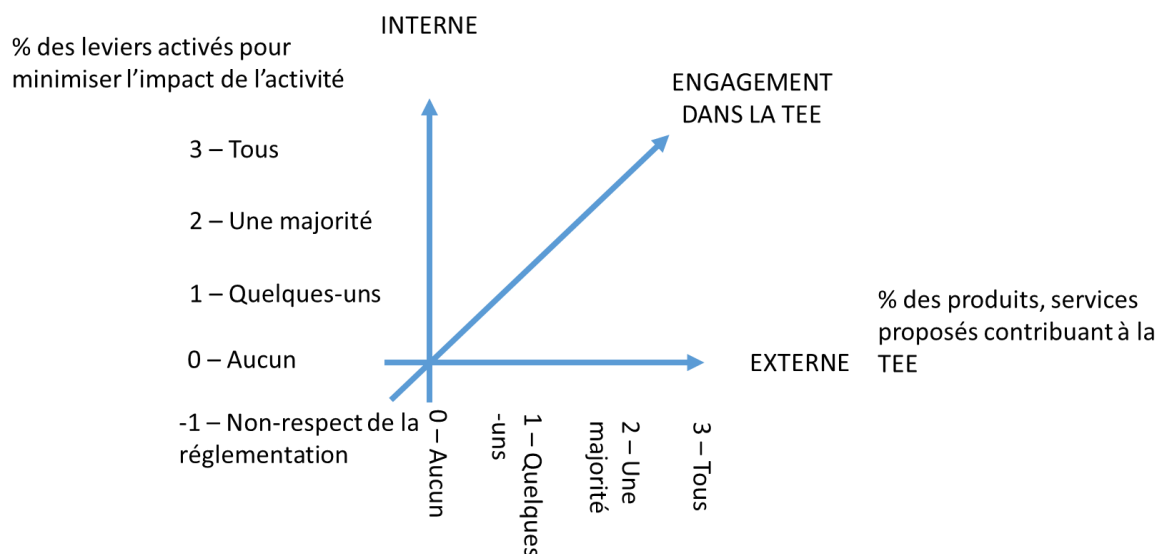 INTERNE
% des leviers activés pour
minimiser l’impact de l’activité
ENGAGEMENT
DANS LA TEE
3 – Tous
2 – Une majorité
1 – Quelques-uns
0 – Aucun
-1 – Non-respect de la
réglementation
% des produits, services
proposés contribuant à la
TEE
EXTERNE
0 – Aucun
1 – Quelques
-uns
2 – Une
majorité
3 – Tous